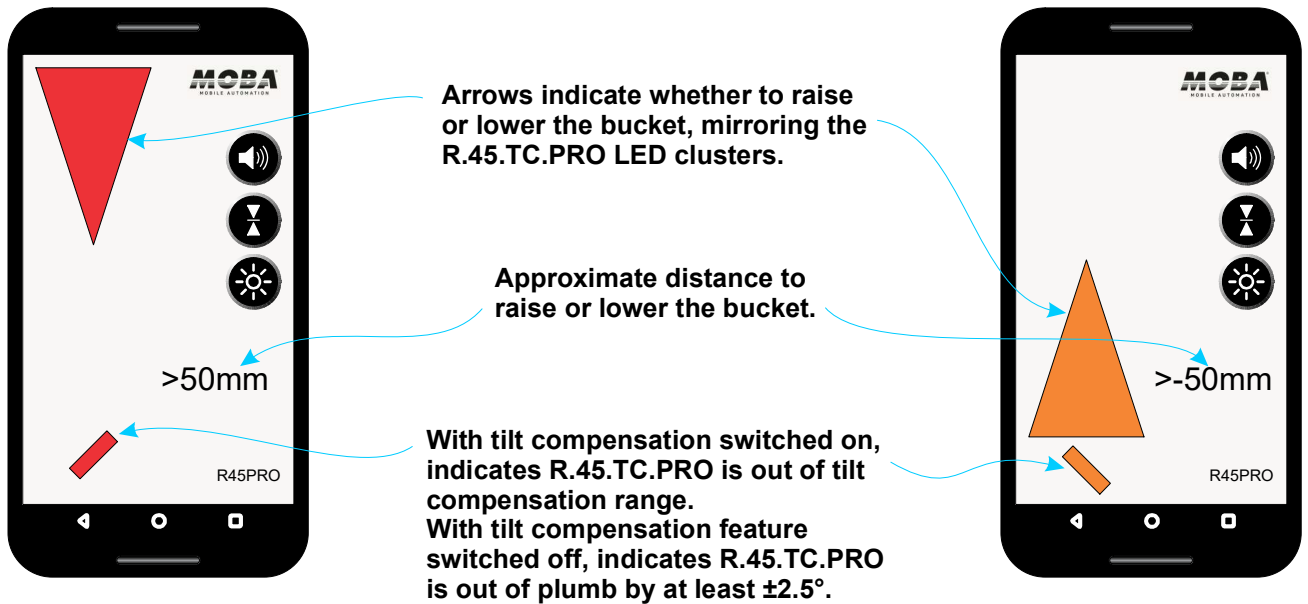 MOBA
MOBILE AUTOMATION
>50mm
R45PRO
Arrows indicate whether to raise
or lower the bucket, mirroring the
R.45.TC.PRO LED clusters.
Approximate distance to
raise or lower the bucket.
With tilt compensation switched on,
indicates R.45.TC.PRO is out of tilt
compensation range.
With tilt compensation feature
switched off, indicates R.45.TC.PRO
is out of plumb by at least ±2.5°.
MOBA
MOBILE AUTOMATION
>-50mm
R45PRO